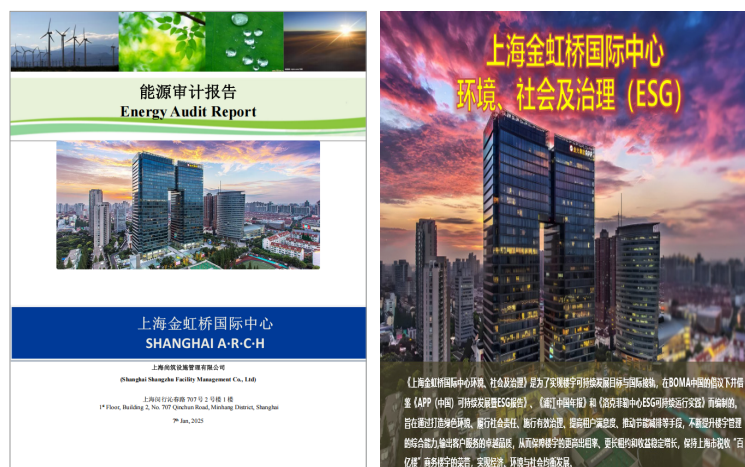 能源审计报告
Energy Audit Report
上海金虹桥国际中心
SHANGHAI A·R·C·H
上海尚筑设施管理有限公司
(Shanghai Shangzhu Facility Management Co., Ltd)
上海闵行沁春路 707 号 2 号楼 1 楼
1st Floor, Building 2, No. 707 Qinchun Road, Minhang District, Shanghai
7th Jan, 2025
上海金虹桥国际中心
环境、社会及治理（ESG）
《上海金虹桥国际中心环境、社会及治理》是为了实现楼宇可持续发展目标与国际接轨，在BOMA中国的倡议下并借
鉴《APP（中国）可持续发展暨ESG报告》、《浦江中国年报》和《洛克菲勒中心ESG可持续运行实践》而编制的。
旨在通过打造绿色环境、履行社会责任、施行有效治理、提高租户满意度、推动节能减排等手段，不断提升楼宇管理
的综合能力,输出客户服务的卓越品质，从而保障楼宇的更高出租率、更长租约和收益稳定增长，保持上海市税收“百
亿楼”商务楼宇的荣誉，实现经济、环境与社会均衡发展。